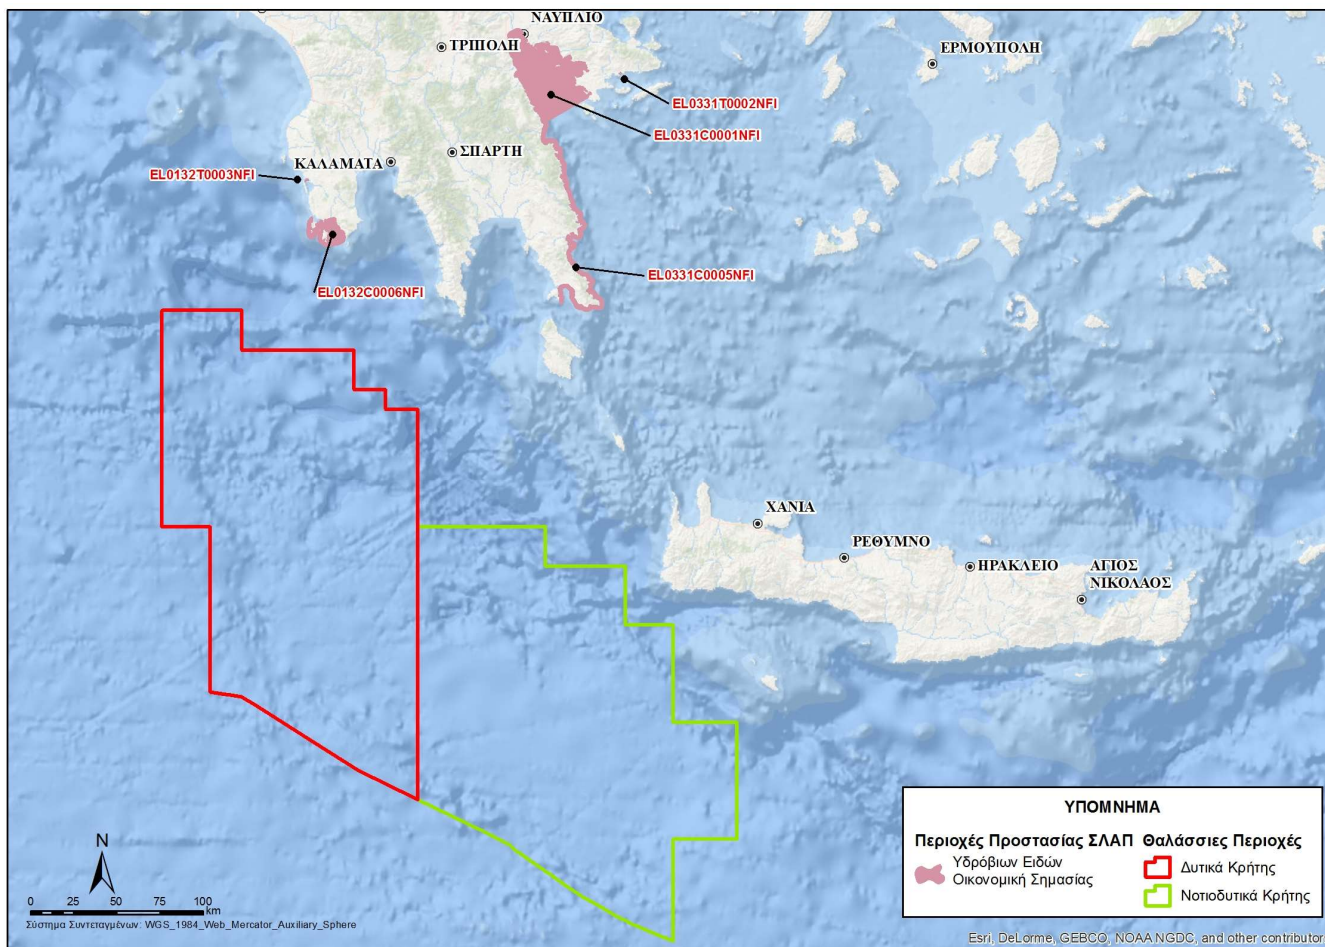 ΝΑΥΠΛΙΟ
ΤΡΙΠΟΛΗ
ΕΡΜΟΥΠΟΛΗ
EL0331T0002NFI
EL0331C0001NFI
ΣΠΑΡΤΗ
ΚΑΛΑΜΑΤΑ
EL0132T0003NFI
EL0331C0005NFI
EL0132C0006NFI
ΧΑΝΙΑ
ΡΕΘΥΜΝΟ
ΗΡΑΚΛΕΙΟ
ΑΓΙΟΣ
ΝΙΚΟΛΑΟΣ
ΥΠΟΜΝΗΜΑ
Περιοχές Προστασίας ΣΛΑΠ
Υδρόβιων Ειδών
Οικονομική Σημασίας
Θαλάσσιες Περιοχές
Δυτικά Κρήτης
Νοτιοδυτικά Κρήτης
N
0 25 50 75 100
km
Σύστημα Συντεταγμένων: WGS_1984_Web_Mercator_Auxiliary_Sphere
Esri, DeLorme, GEBCO, NOAA NGDC, and other contributor